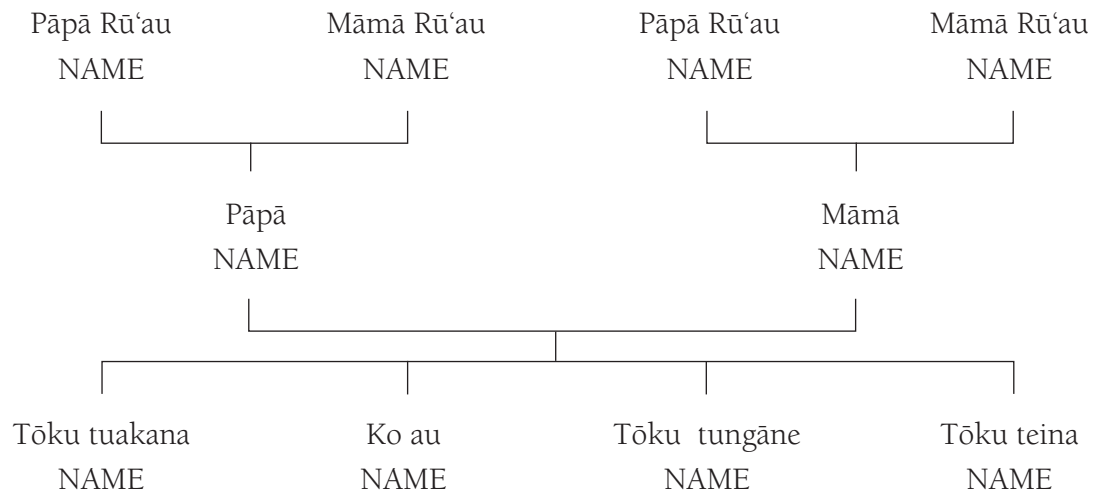 Pāpā Rū‘au Māmā Rū‘au Pāpā Rū‘au Māmā Rū‘au
NAME NAME NAME NAME
Pāpā Māmā
NAME NAME
Tōku tuakana Ko au Tōku tungāne Tōku teina
NAME NAME NAME NAME